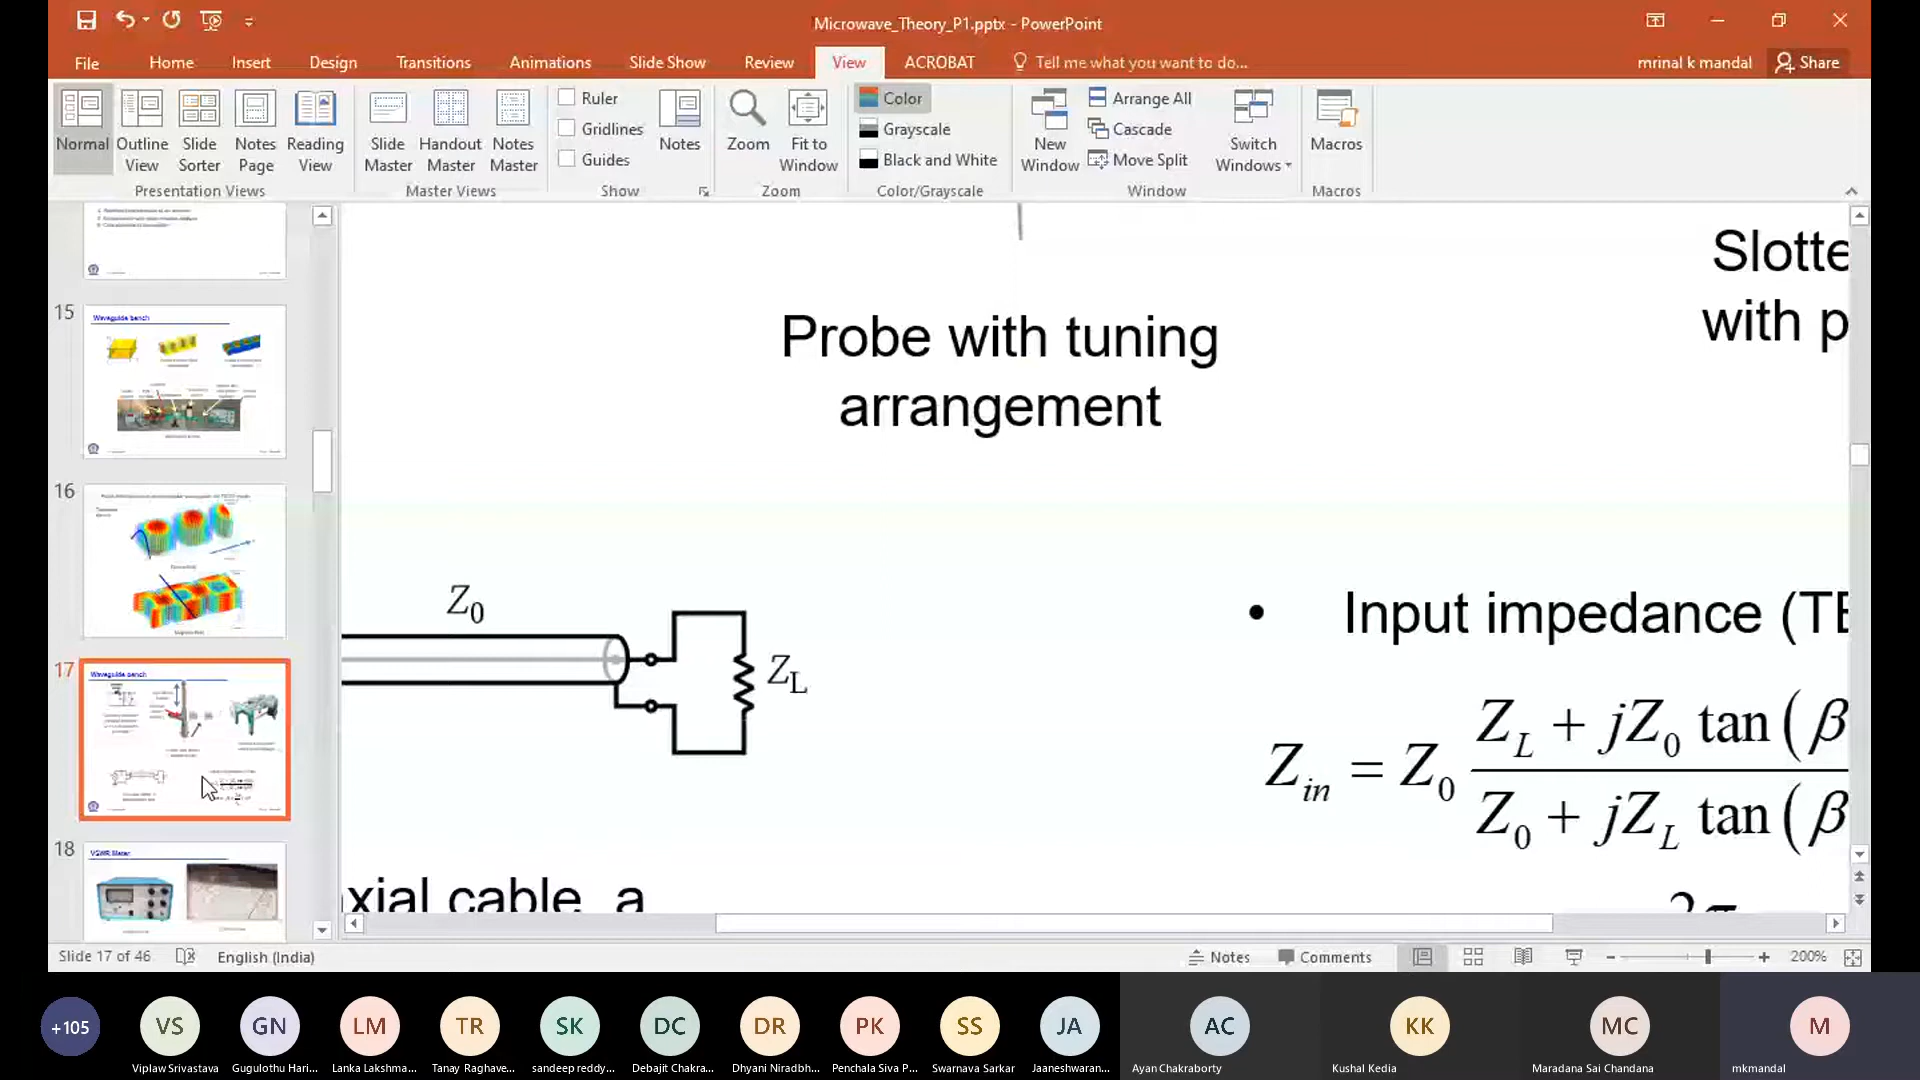 Microwave_Theory_P1.pptx - PowerPoint
File Home Insert Design Transitions Animations Slide Show Review View ACROBAT Tell me what you want to do... mrinal k mandal Share
Normal
Outline View
Slide Sorter
Notes Page
Reading View
Presentation Views
Slide Master
Handout Master
Notes Master
Master Views
Ruler
Gridlines
Guides
Show
Notes
Zoom
Fit to Window
Zoom
Color
Grayscale
Black and White
Color/Grayscale
New Window
Arrange All
Cascade
Move Split
Switch Windows
Window
Macros
Macros
15
Waveguide bench
16
17
Waveguide bench
18
VSWR Meter
Slotte
with p
Probe with tuning
arrangement
Z0
ZL
• Input impedance (TE
Zin = Z0 ZL + jZ0 tan(β
Z0 + jZL tan(β
2π
xial cable, a
Slide 17 of 46 English (India) Notes Comments 200%
+105 VS GN LM TR SK DC DR PK SS JA AC KK MC M
Viplaw Srivastava Gugulothu Hari... Lanka Lakshma... Tanay Raghave... sandeep reddy... Debajit Chakra... Dhyani Niradbh... Penchala Siva P... Swarnava Sarkar Jaaneshwaran... Ayan Chakraborty Kushal Kedia Maradana Sai Chandana mkmandal